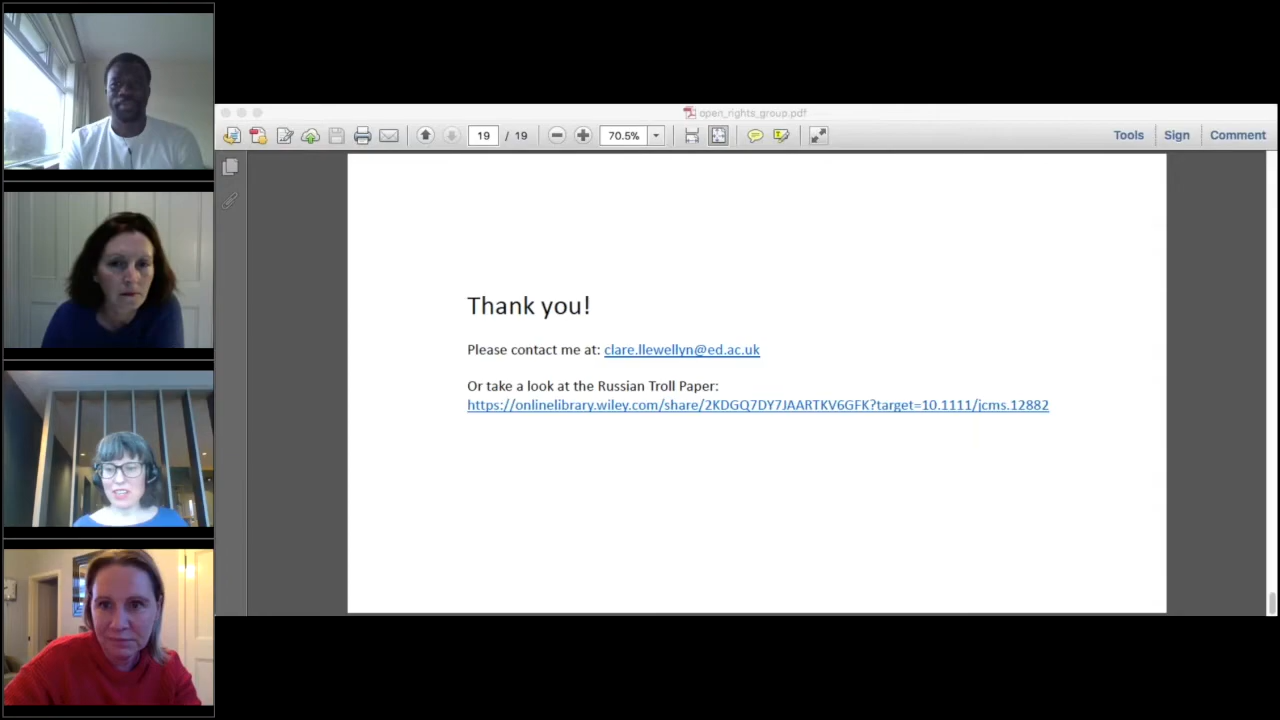 open_rights_group.pdf
19 / 19 70.5% Tools Sign Comment
Thank you!
Please contact me at: clare.llewellyn@ed.ac.uk
Or take a look at the Russian Troll Paper:
https://onlinelibrary.wiley.com/share/2KDGQ7DY7JAARTKV6GFK?target=10.1111/jcms.12882